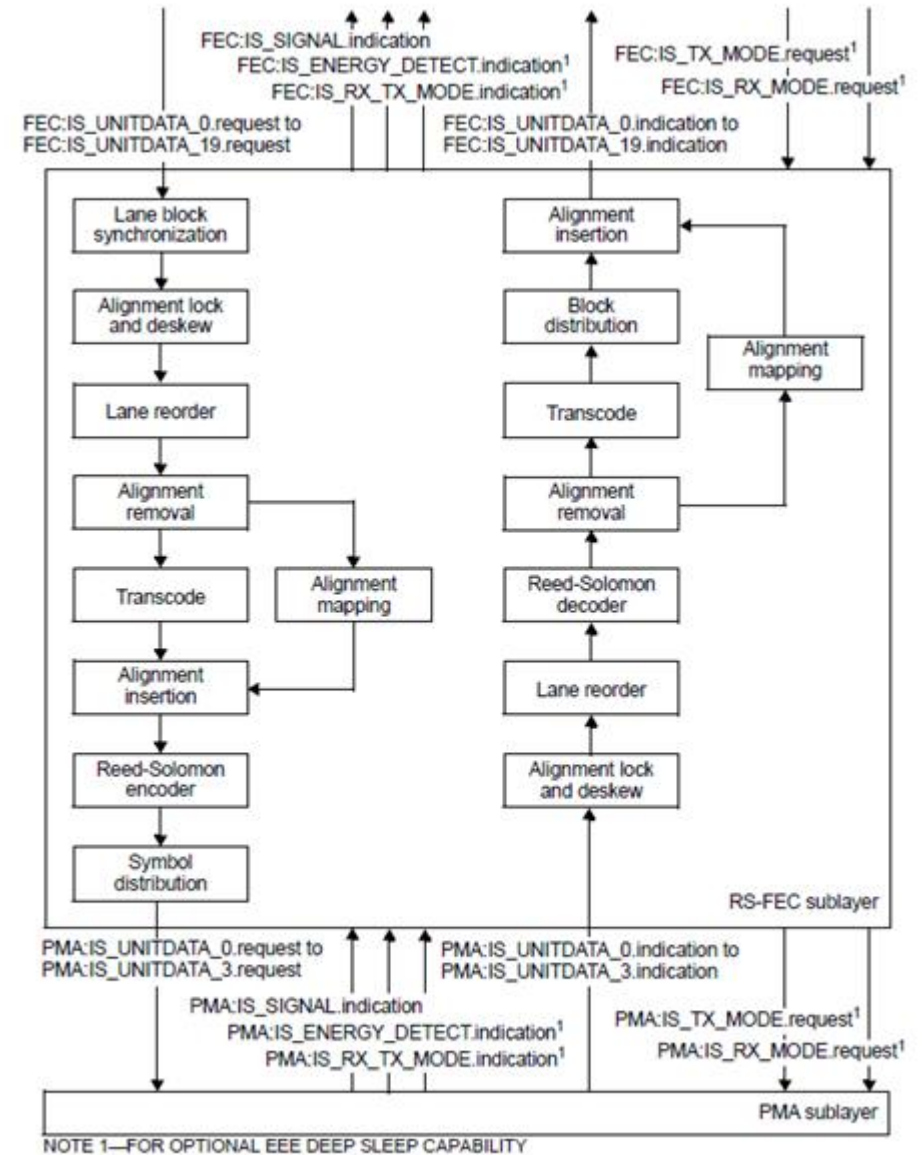 FEC:IS_SIGNAL.indication
FEC:IS_ENERGY_DETECT.indication1
FEC:IS_RX_TX_MODE.indication1
FEC:IS_TX_MODE.request1
FEC:IS_RX_MODE.request1
FEC:IS_UNITDATA_0.request to
FEC:IS_UNITDATA_19.request
FEC:IS_UNITDATA_0.indication to
FEC:IS_UNITDATA_19.indication
Lane block
synchronization
Alignment lock
and deskew
Lane reorder
Alignment
removal
Transcode
Alignment
mapping
Alignment
insertion
Reed-Solomon
encoder
Symbol
distribution
Alignment
insertion
Block
distribution
Alignment
mapping
Transcode
Alignment
removal
Reed-Solomon
decoder
Lane reorder
Alignment lock
and deskew
RS-FEC sublayer
PMA:IS_UNITDATA_0.request to
PMA:IS_UNITDATA_3.request
PMA:IS_UNITDATA_0.indication to
PMA:IS_UNITDATA_3.indication
PMA:IS_SIGNAL.indication
PMA:IS_ENERGY_DETECT.indication1
PMA:IS_RX_TX_MODE.indication1
PMA:IS_TX_MODE.request1
PMA:IS_RX_MODE.request1
PMA sublayer
NOTE 1—FOR OPTIONAL EEE DEEP SLEEP CAPABILITY